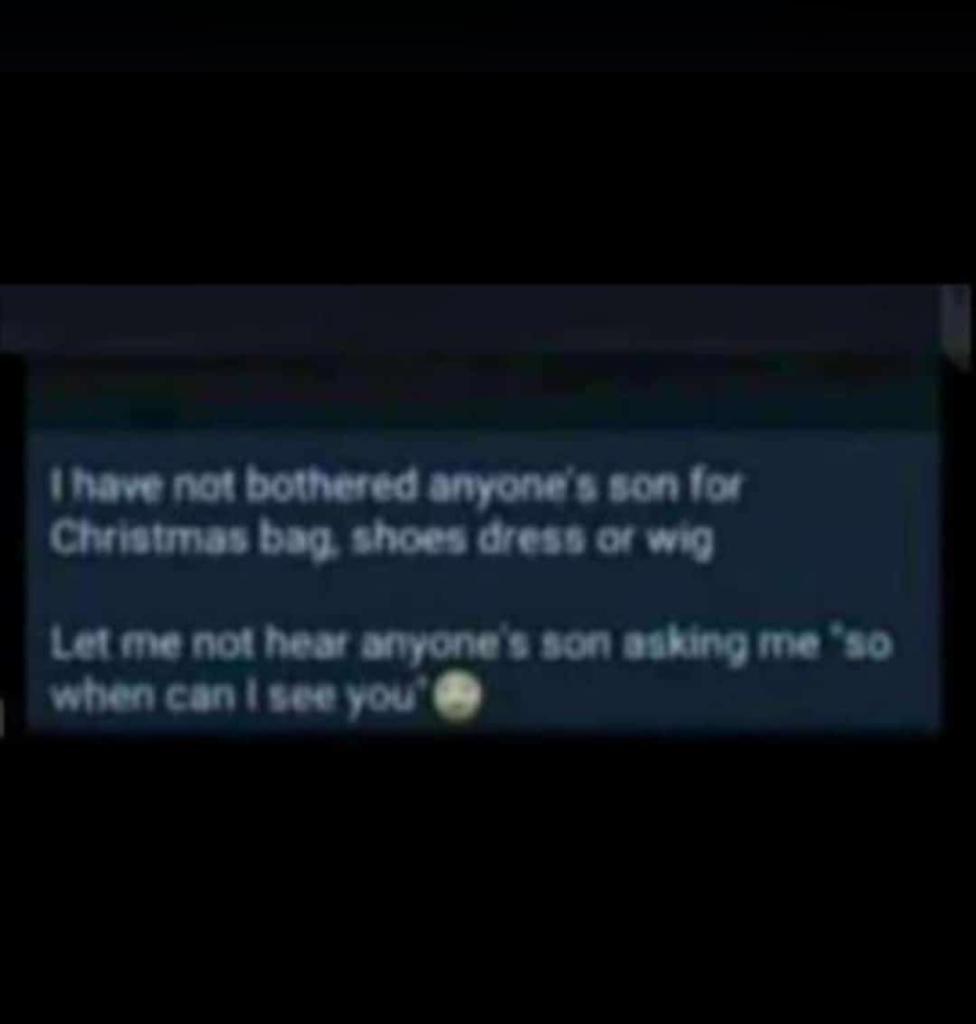 I have not bothered anyone's son for
Christmas bag, shoes dress or wig
Let me not hear anyone's son asking me "so
when can I see you"